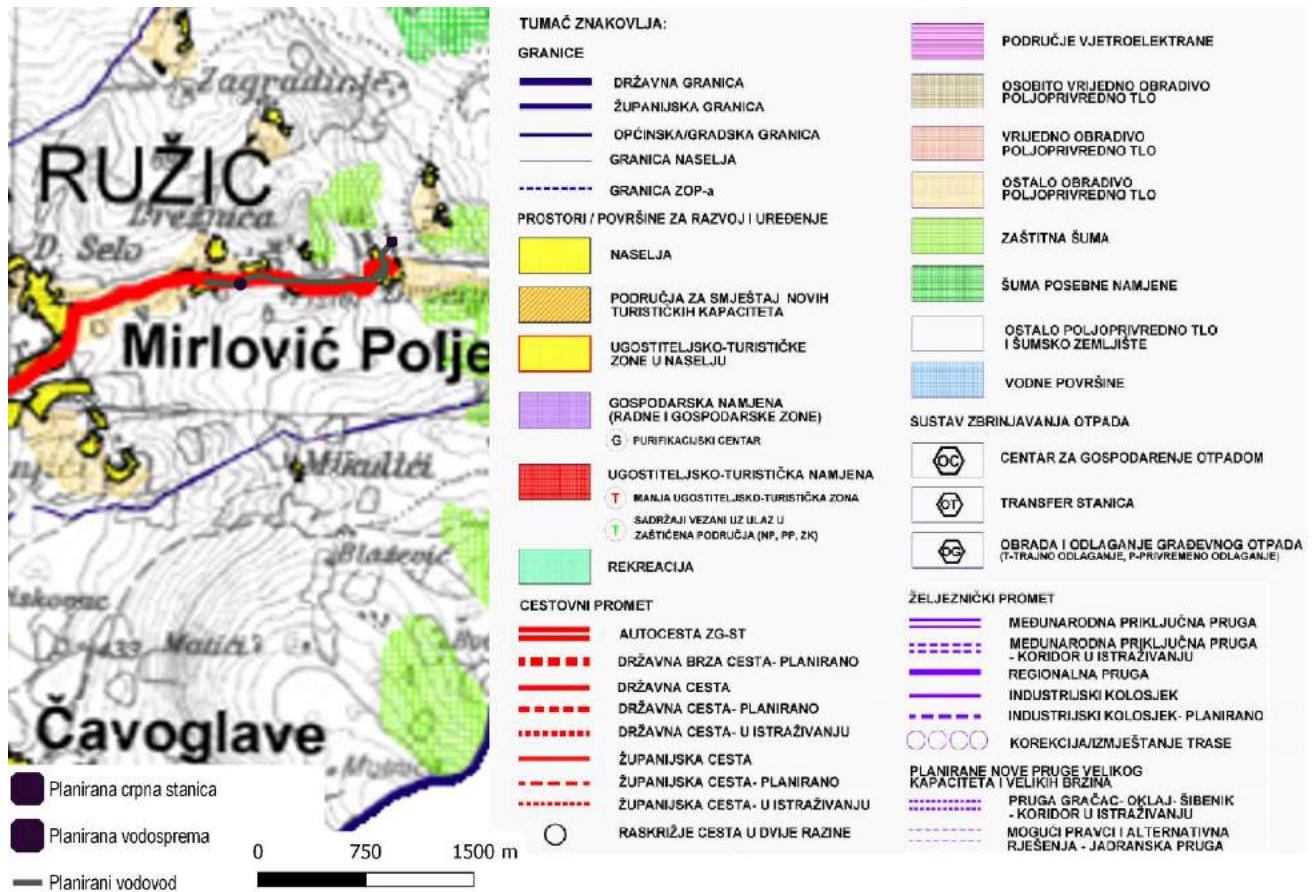 Zagradinje
RUŽIĆ
Brežnica
D. Selo
Mirlović Polje
Mikulići
Blažević
433
Matići
Čavoglave
Planirana crpna stanica
Planirana vodosprema
Planirani vodovod
0 750 1500 m
TUMAČ ZNAKOVLJA:
GRANICE
DRŽAVNA GRANICA
ŽUPANIJSKA GRANICA
OPĆINSKA/GRADSKA GRANICA
GRANICA NASELJA
GRANICA ZOP-a
PROSTORI / POVRŠINE ZA RAZVOJ I UREĐENJE
NASELJA
PODRUČJA ZA SMJEŠTAJ NOVIH
TURISTIČKIH KAPACITETA
UGOSTITELJSKO-TURISTIČKE
ZONE U NASELJU
GOSPODARSKA NAMJENA
(RADNE I GOSPODARSKE ZONE)
G PURIFIKACIJSKI CENTAR
UGOSTITELJSKO-TURISTIČKA NAMJENA
T MANJA UGOSTITELJSKO-TURISTIČKA ZONA
T SADRŽAJI VEZANI UZ ULAZ U
ZAŠTIĆENA PODRUČJA (NP, PP, ZK)
REKREACIJA
CESTOVNI PROMET
AUTOCESTA ZG-ST
DRŽAVNA BRZA CESTA- PLANIRANO
DRŽAVNA CESTA
DRŽAVNA CESTA- PLANIRANO
DRŽAVNA CESTA- U ISTRAŽIVANJU
ŽUPANIJSKA CESTA
ŽUPANIJSKA CESTA- PLANIRANO
ŽUPANIJSKA CESTA- U ISTRAŽIVANJU
RASKRIŽJE CESTA U DVIJE RAZINE
PODRUČJE VJETROELEKTRANE
OSOBITO VRIJEDNO OBRADIVO
POLJOPRIVREDNO TLO
VRIJEDNO OBRADIVO
POLJOPRIVREDNO TLO
OSTALO OBRADIVO
POLJOPRIVREDNO TLO
ZAŠTITNA ŠUMA
ŠUMA POSEBNE NAMJENE
OSTALO POLJOPRIVREDNO TLO
I ŠUMSKO ZEMLJIŠTE
VODNE POVRŠINE
SUSTAV ZBRINJAVANJA OTPADA
OC CENTAR ZA GOSPODARENJE OTPADOM
OT TRANSFER STANICA
OG OBRADA I ODLAGANJE GRAĐEVNOG OTPADA
(T-TRAJNO ODLAGANJE, P-PRIVREMENO ODLAGANJE)
ŽELJEZNIČKI PROMET
MEĐUNARODNA PRIKLJUČNA PRUGA
MEĐUNARODNA PRIKLJUČNA PRUGA
- KORIDOR U ISTRAŽIVANJU
REGIONALNA PRUGA
INDUSTRIJSKI KOLOSJEK
INDUSTRIJSKI KOLOSJEK- PLANIRANO
KOREKCIJA/IZMJEŠTANJE TRASE
PLANIRANE NOVE PRUGE VELIKOG
KAPACITETA I VELIKIH BRZINA
PRUGA GRAČAC- OKLAJ- ŠIBENIK
- KORIDOR U ISTRAŽIVANJU
MOGUĆI PRAVCI I ALTERNATIVNA
RJEŠENJA - JADRANSKA PRUGA